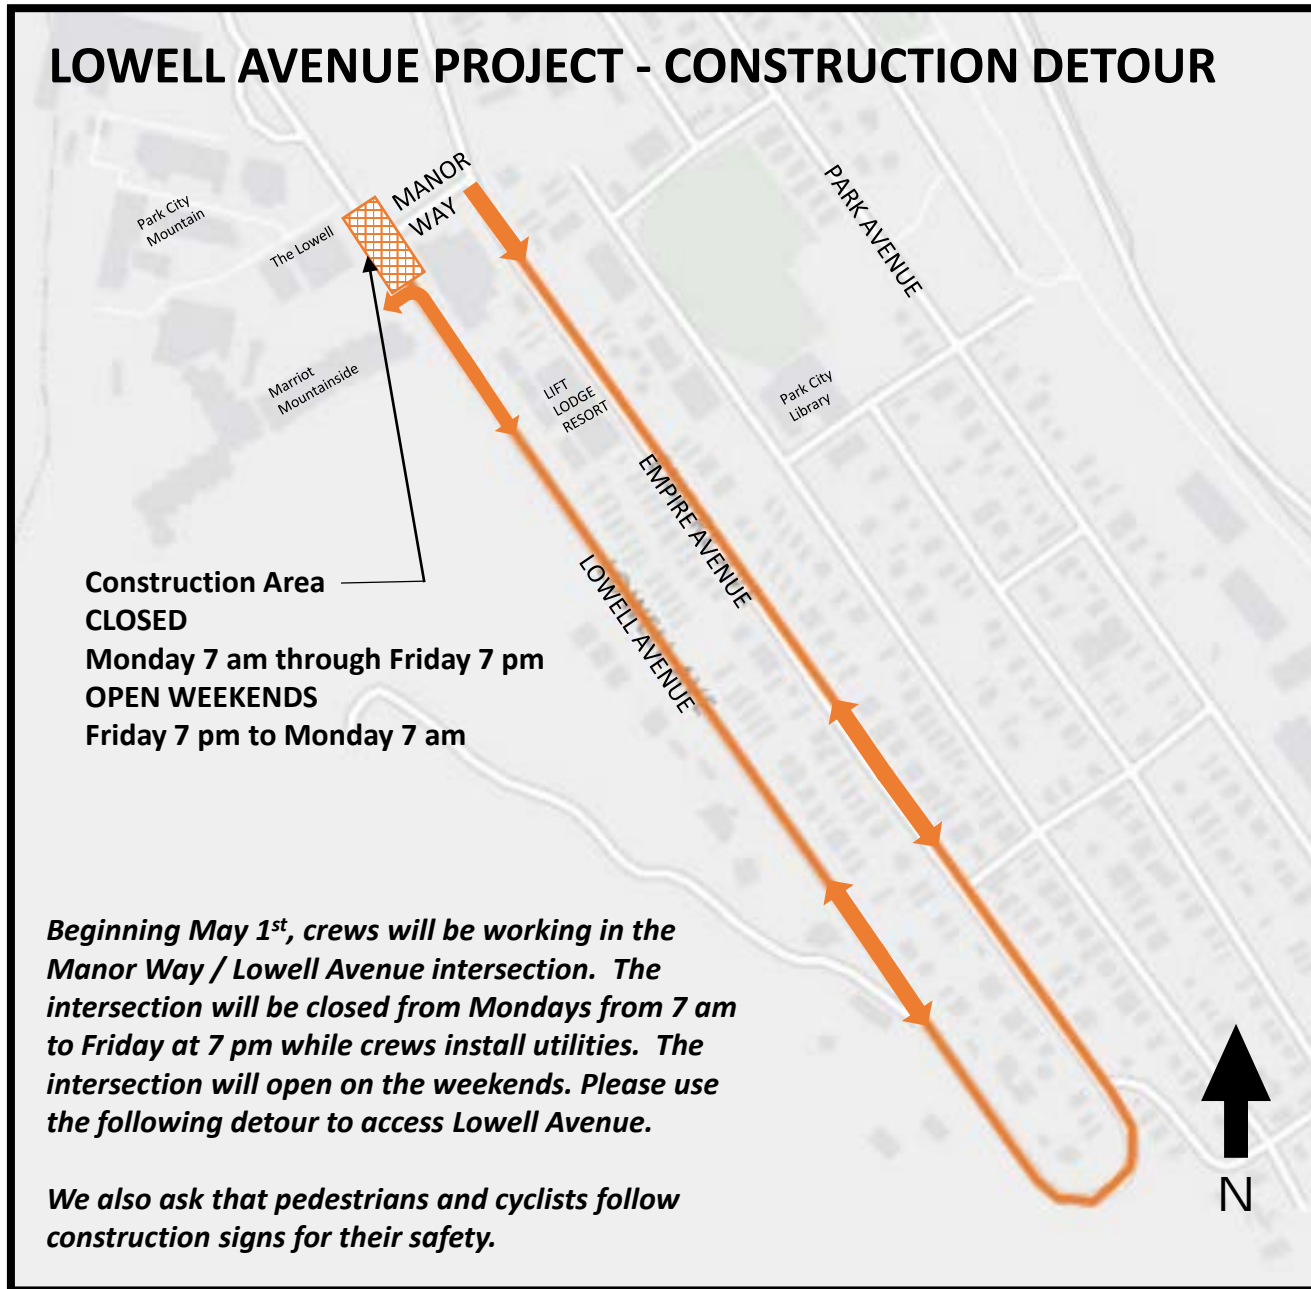 LOWELL AVENUE PROJECT - CONSTRUCTION DETOUR
MANOR
WAY
PARK AVENUE
Park City
Mountain
The Lowell
Marriot
Mountainside
LIFT
LODGE
RESORT
Park City
Library
EMPIRE AVENUE
LOWELL AVENUE
Construction Area
CLOSED
Monday 7 am through Friday 7 pm
OPEN WEEKENDS
Friday 7 pm to Monday 7 am
Beginning May 1st, crews will be working in the
Manor Way / Lowell Avenue intersection.  The
intersection will be closed from Mondays from 7 am
to Friday at 7 pm while crews install utilities.  The
intersection will open on the weekends. Please use
the following detour to access Lowell Avenue.
We also ask that pedestrians and cyclists follow
construction signs for their safety.
N